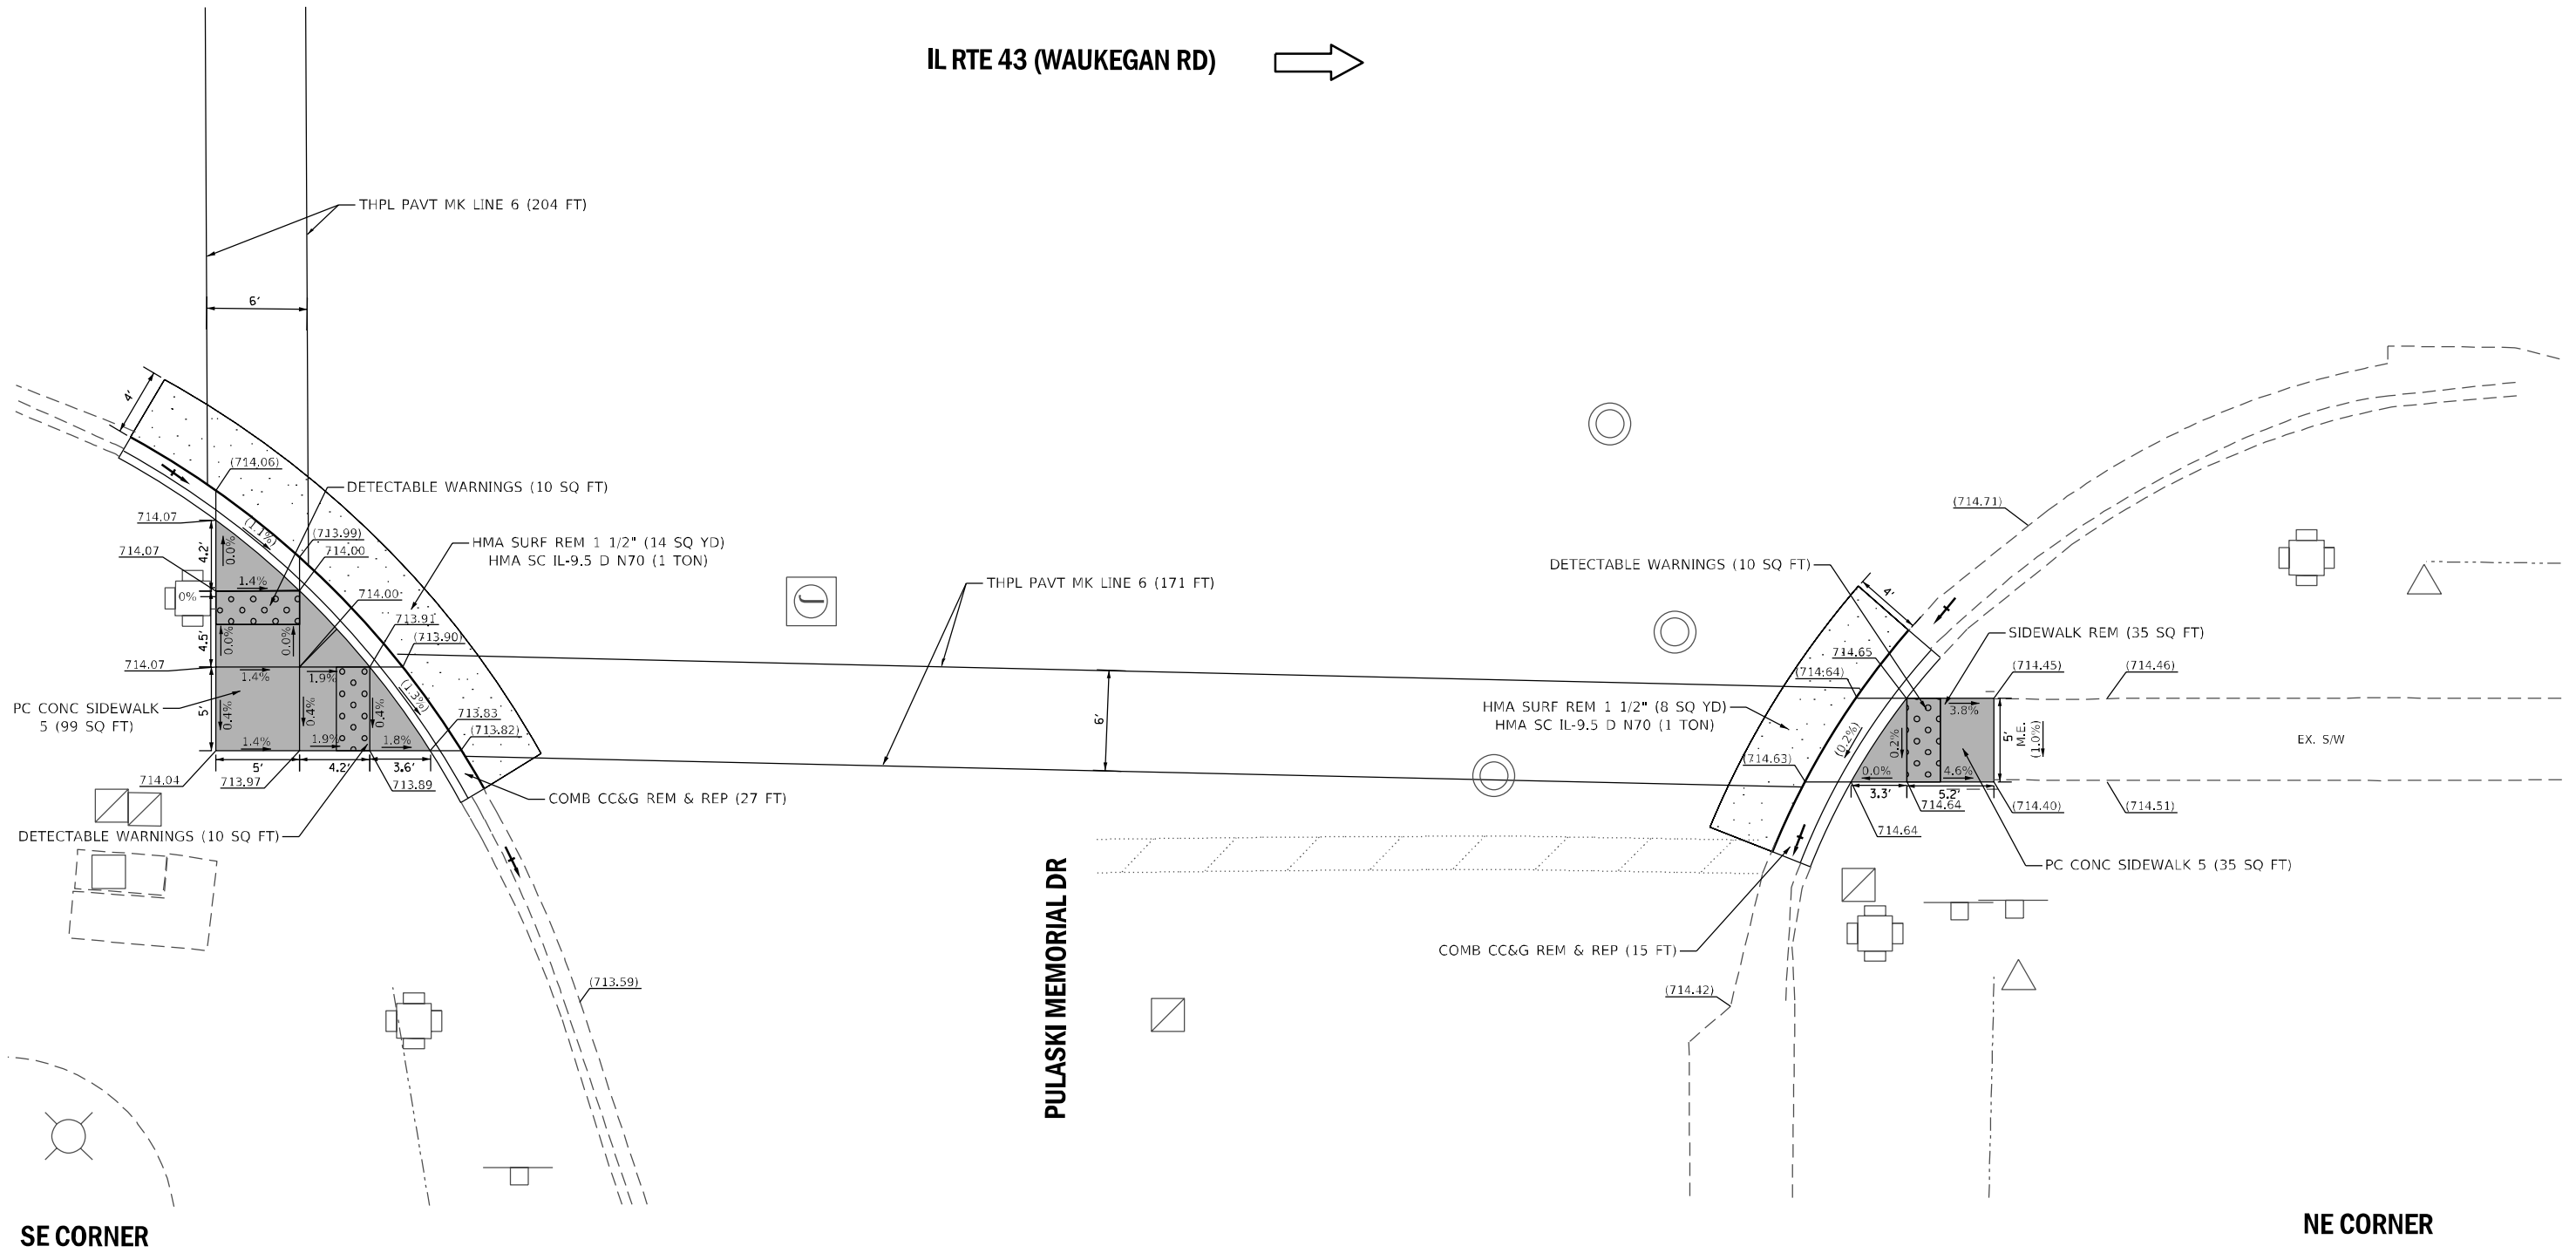 IL RTE 43 (WAUKEGAN RD)
THPL PAVT MK LINE 6 (204 FT)
6'
4'
(714.06)
DETECTABLE WARNINGS (10 SQ FT)
714.07
(1.1%)
(713.99)
714.00
HMA SURF REM 1 1/2" (14 SQ YD)
HMA SC IL-9.5 D N70 (1 TON)
4.2'
0.0%
714.07
1.4%
0%
714.00
713.91
(713.90)
4.5'
0.0%
0.0%
714.07
1.4%
1.9%
(1.3%)
PC CONC SIDEWALK
5 (99 SQ FT)
5'
0.4%
0.4%
0.4%
713.83
(713.82)
1.4%
1.9%
1.8%
5'
4.2'
3.6'
714.04
713.97
713.89
COMB CC&G REM & REP (27 FT)
DETECTABLE WARNINGS (10 SQ FT)
(713.59)
THPL PAVT MK LINE 6 (171 FT)
6'
PULASKI MEMORIAL DR
(714.71)
DETECTABLE WARNINGS (10 SQ FT)
4'
SIDEWALK REM (35 SQ FT)
714.65
(714.64)
(714.45)
(714.46)
HMA SURF REM 1 1/2" (8 SQ YD)
HMA SC IL-9.5 D N70 (1 TON)
3.8%
(0.2%)
0.2%
5'
M.E.
(1.0%)
EX. S/W
(714.63)
0.0%
4.6%
3.3'
5.2'
714.64
(714.40)
(714.51)
714.64
PC CONC SIDEWALK 5 (35 SQ FT)
COMB CC&G REM & REP (15 FT)
(714.42)
SE CORNER
NE CORNER